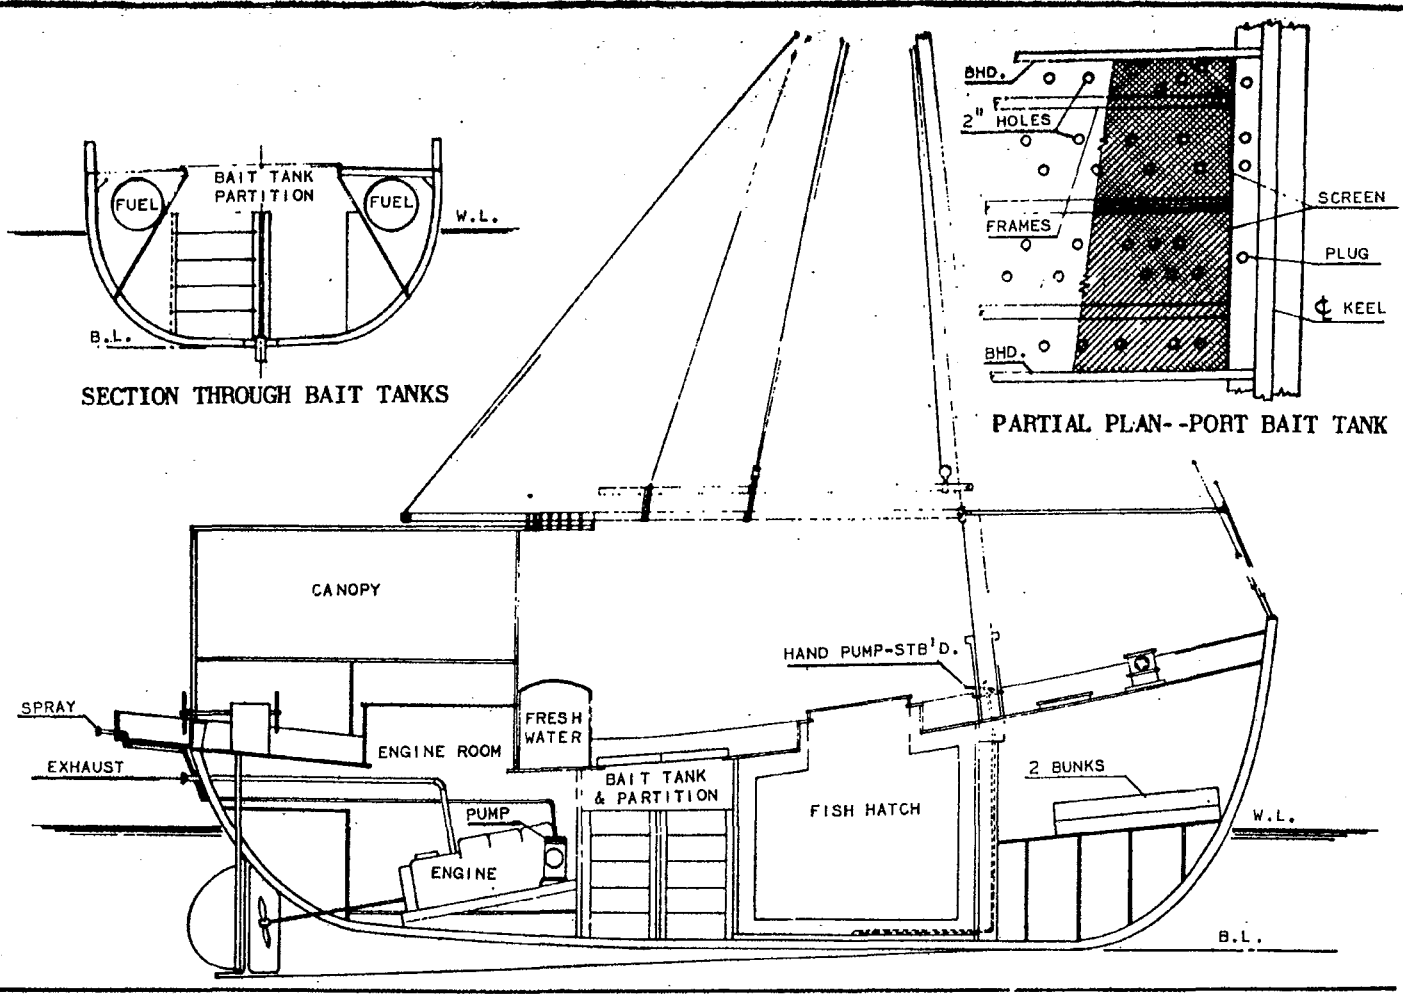 BAIT TANK
PARTITION
FUEL
FUEL
W.L.
B.L.
SECTION THROUGH BAIT TANKS
BHD.
2" HOLES
FRAMES
BHD.
SCREEN
PLUG
℄ KEEL
PARTIAL PLAN--PORT BAIT TANK
CANOPY
HAND PUMP-STB'D.
SPRAY
FRESH
WATER
ENGINE ROOM
EXHAUST
BAIT TANK
& PARTITION
2 BUNKS
PUMP
FISH HATCH
W.L.
ENGINE
B.L.